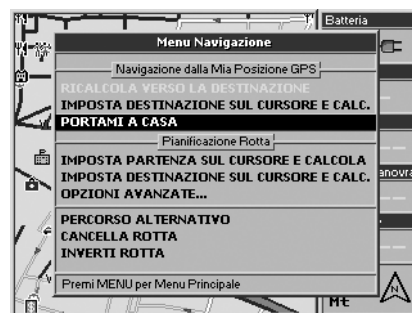 Batteria
Menu Navigazione
Navigazione dalla Mia Posizione GPS
RICALCOLA VERSO LA DESTINAZIONE
IMPOSTA DESTINAZIONE SUL CURSORE E CALC.
PORTAMI A CASA
Pianificazione Rotta
IMPOSTA PARTENZA SUL CURSORE E CALCOLA
IMPOSTA DESTINAZIONE SUL CURSORE E CALC.
anovra
OPZIONI AVANZATE...
PERCORSO ALTERNATIVO
CANCELLA ROTTA
INVERTI ROTTA
Premi MENU per Menu Principale